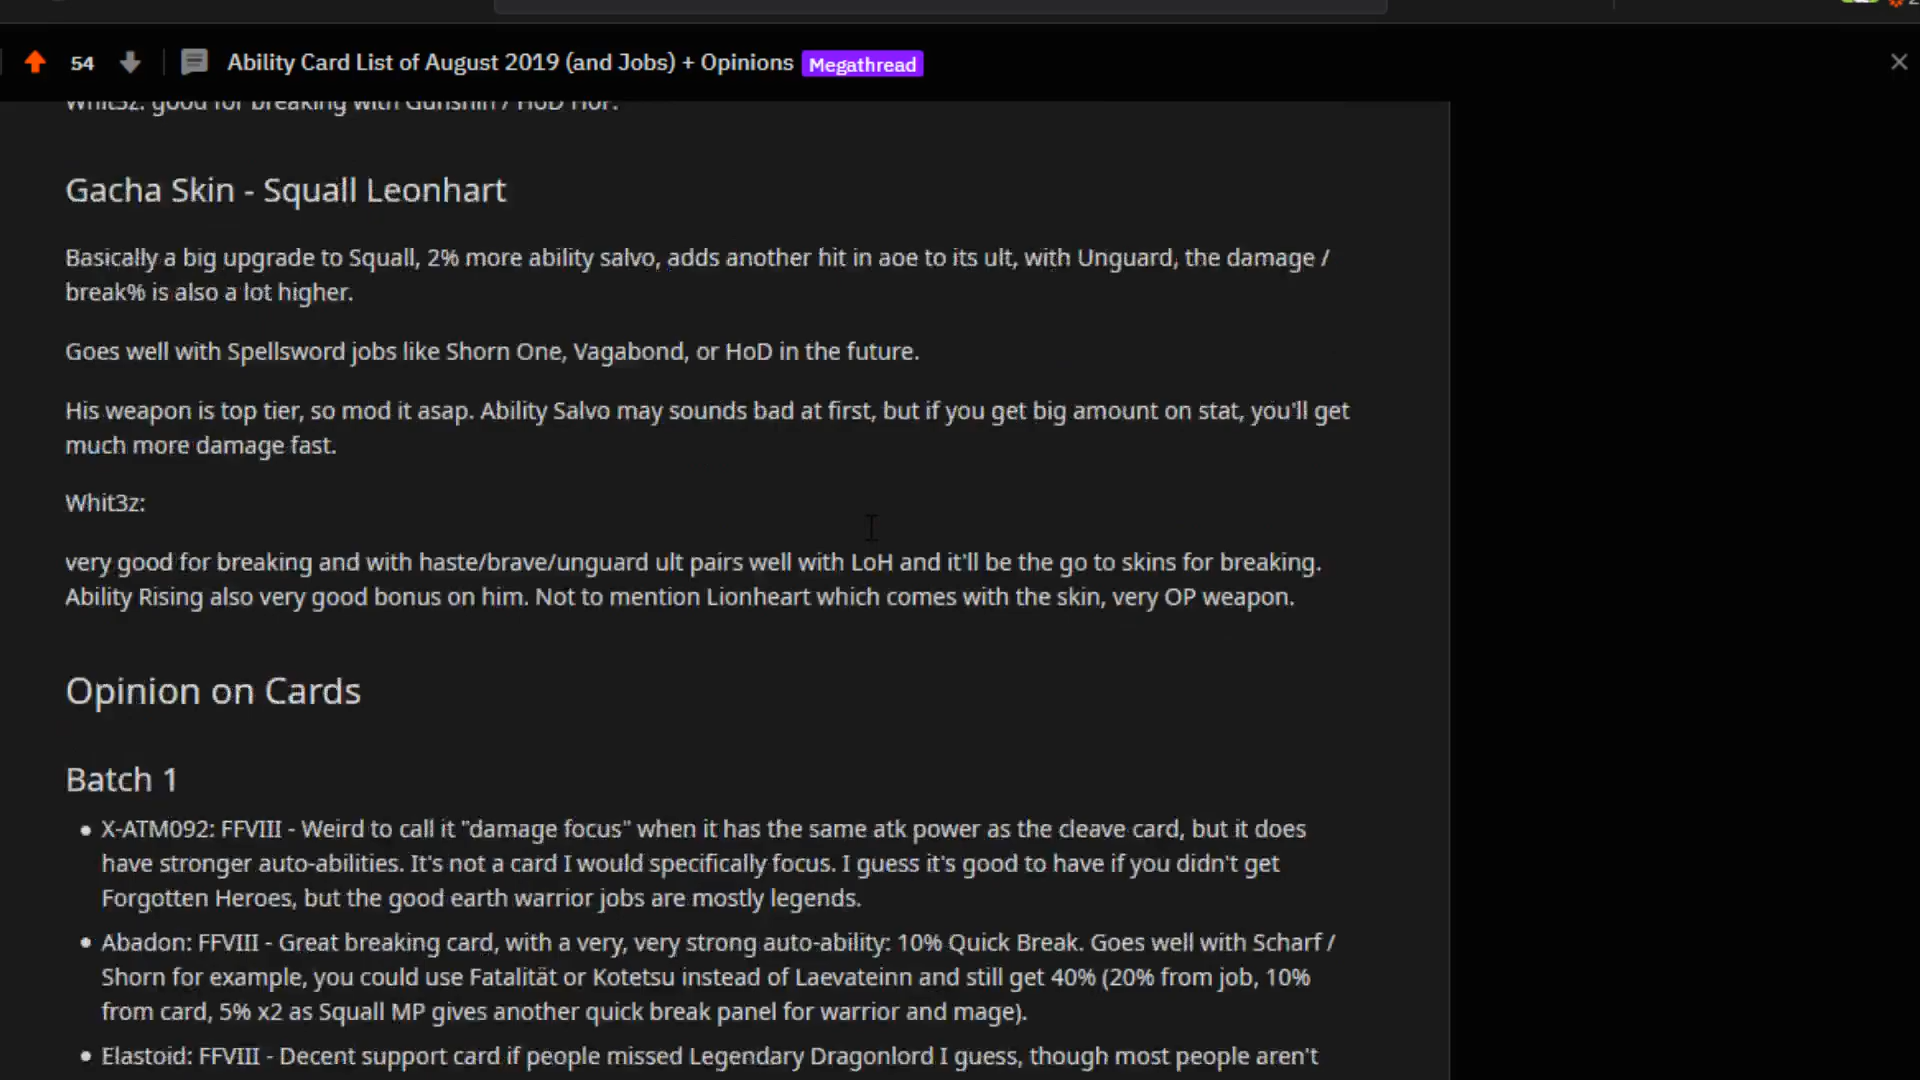 54 Ability Card List of August 2019 (and Jobs) + Opinions Megathread
Whit3z: good for breaking with Gunshin / HoD HoF.
Gacha Skin - Squall Leonhart
Basically a big upgrade to Squall, 2% more ability salvo, adds another hit in aoe to its ult, with Unguard, the damage /
break% is also a lot higher.
Goes well with Spellsword jobs like Shorn One, Vagabond, or HoD in the future.
His weapon is top tier, so mod it asap. Ability Salvo may sounds bad at first, but if you get big amount on stat, you'll get
much more damage fast.
Whit3z:
very good for breaking and with haste/brave/unguard ult pairs well with LoH and it'll be the go to skins for breaking.
Ability Rising also very good bonus on him. Not to mention Lionheart which comes with the skin, very OP weapon.
Opinion on Cards
Batch 1
• X-ATM092: FFVIII - Weird to call it "damage focus" when it has the same atk power as the cleave card, but it does
have stronger auto-abilities. It's not a card I would specifically focus. I guess it's good to have if you didn't get
Forgotten Heroes, but the good earth warrior jobs are mostly legends.
• Abadon: FFVIII - Great breaking card, with a very, very strong auto-ability: 10% Quick Break. Goes well with Scharf /
Shorn for example, you could use Fatalität or Kotetsu instead of Laevateinn and still get 40% (20% from job, 10%
from card, 5% x2 as Squall MP gives another quick break panel for warrior and mage).
• Elastoid: FFVIII - Decent support card if people missed Legendary Dragonlord I guess, though most people aren't